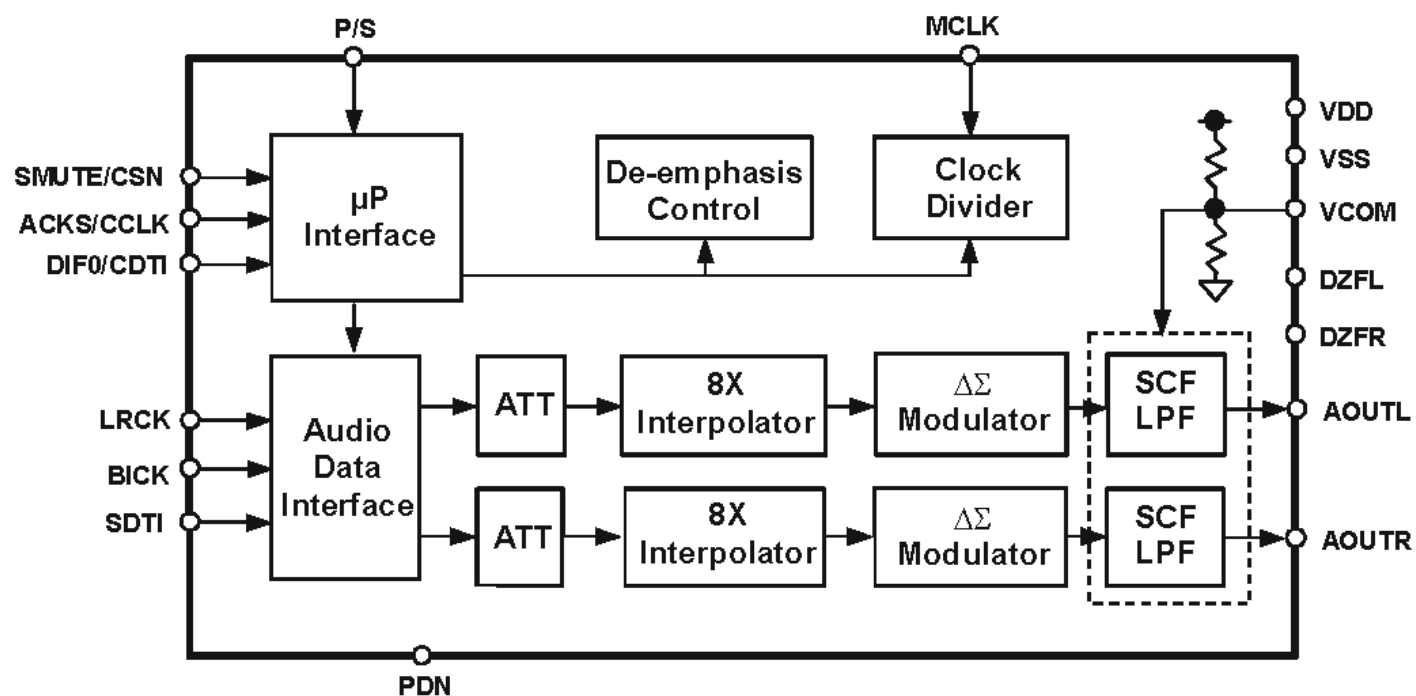 P/S
MCLK
VDD
VSS
VCOM
DZFL
DZFR
SMUTE/CSN
ACKS/CCLK
DIF0/CDTI
µP
Interface
De-emphasis
Control
Clock
Divider
LRCK
BICK
SDTI
Audio
Data
Interface
ATT
8X
Interpolator
ΔΣ
Modulator
SCF
LPF
AOUTL
ATT
8X
Interpolator
ΔΣ
Modulator
SCF
LPF
AOUTR
PDN